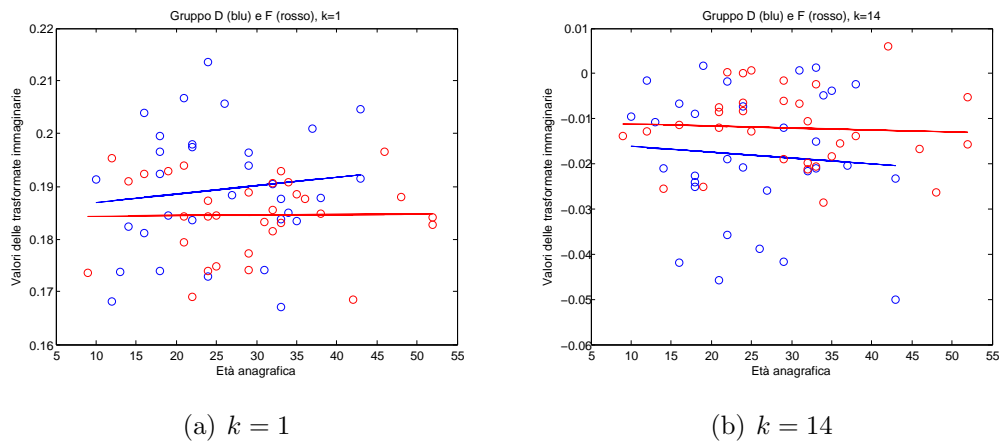 Gruppo D (blu) e F (rosso), k=1
0.22
0.21
0.2
0.19
0.18
0.17
0.16
Valori delle trasformate immaginarie
5 10 15 20 25 30 35 40 45 50 55
Età anagrafica
(a) k = 1
Gruppo D (blu) e F (rosso), k=14
0.01
0
−0.01
−0.02
−0.03
−0.04
−0.05
−0.06
Valori delle trasformate immaginarie
5 10 15 20 25 30 35 40 45 50 55
Età anagrafica
(b) k = 14